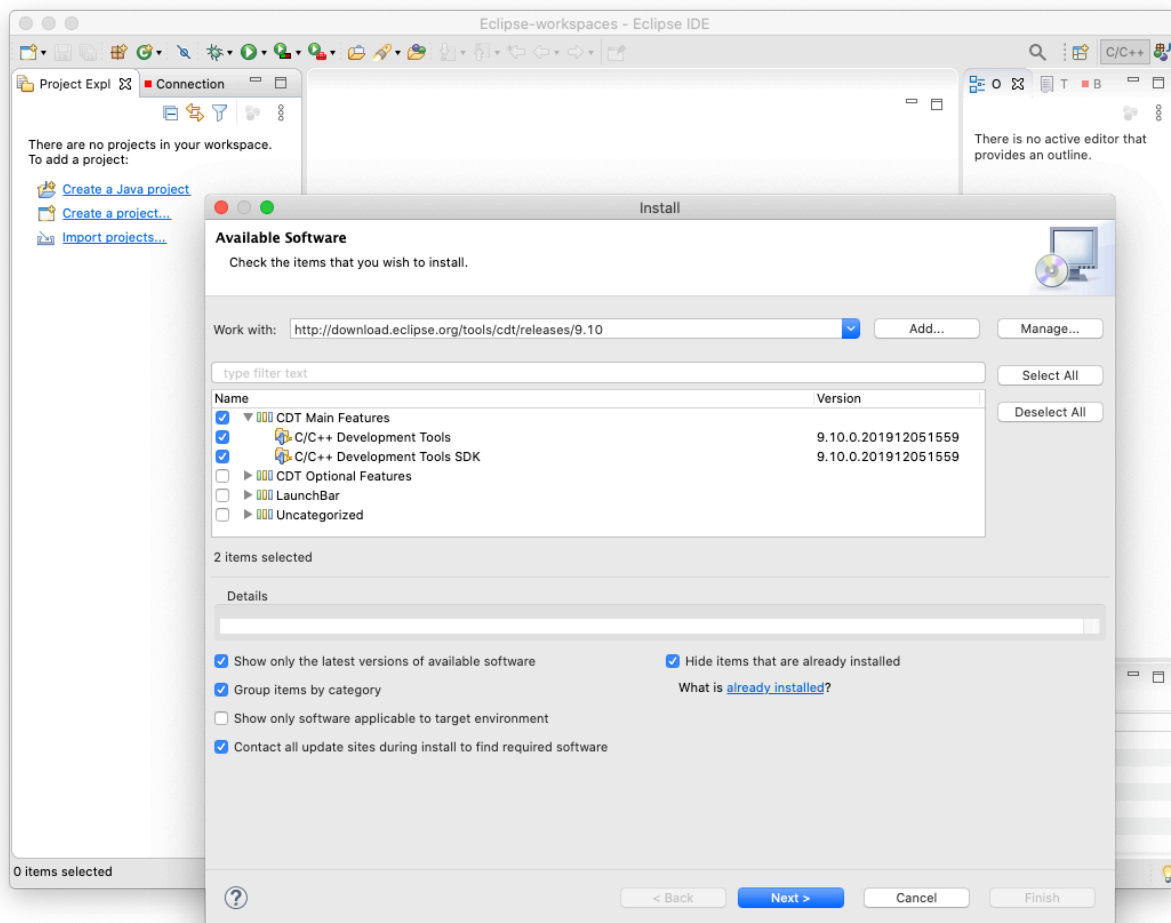 Eclipse-workspaces - Eclipse IDE
C/C++
Project Expl
Connection
O
T
B
There are no projects in your workspace.
To add a project:
Create a Java project
Create a project...
Import projects...
There is no active editor that
provides an outline.
Install
Available Software
Check the items that you wish to install.
Work with: http://download.eclipse.org/tools/cdt/releases/9.10 Add... Manage...
type filter text
Select All
Name Version
Deselect All
CDT Main Features
C/C++ Development Tools 9.10.0.201912051559
C/C++ Development Tools SDK 9.10.0.201912051559
CDT Optional Features
LaunchBar
Uncategorized
2 items selected
Details
Show only the latest versions of available software
Hide items that are already installed
Group items by category
What is already installed?
Show only software applicable to target environment
Contact all update sites during install to find required software
0 items selected
?
< Back Next > Cancel Finish